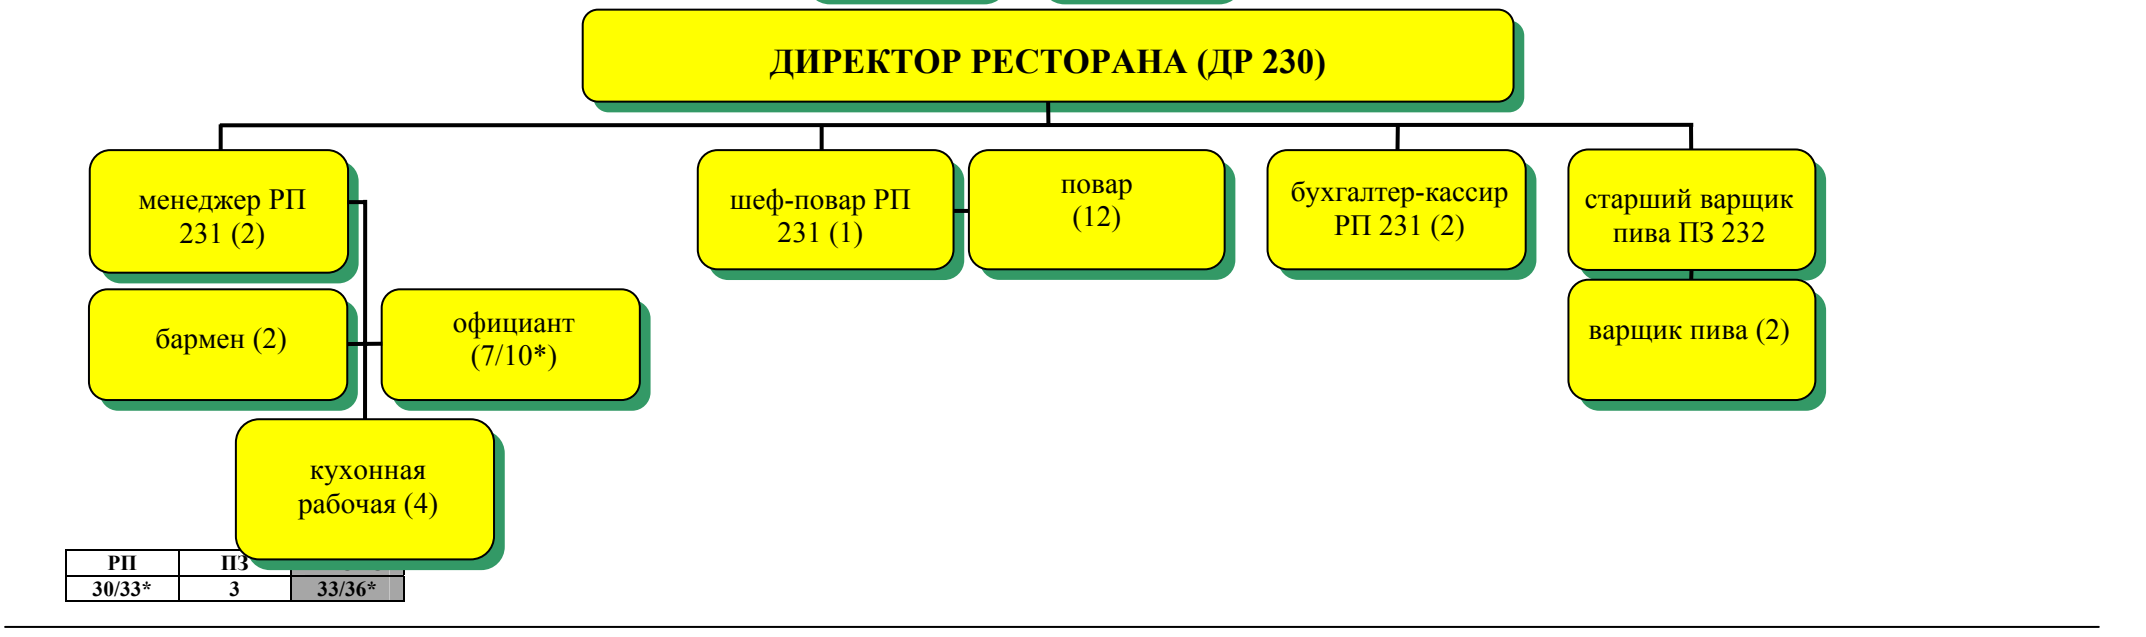 ДИРЕКТОР РЕСТОРАНА (ДР 230)
менеджер РП
231 (2)
шеф-повар РП
231 (1)
повар
(12)
бухгалтер-кассир
РП 231 (2)
старший варщик
пива ПЗ 232
бармен (2)
официант
(7/10*)
варщик пива (2)
кухонная
рабочая (4)
РП ПЗ
30/33* 3 33/36*